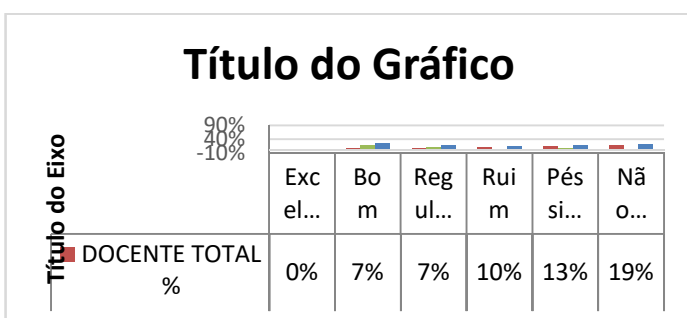 Título do Gráfico
90%
40%
-10%
Título do Eixo
Exc
el...
Bo
m
Reg
ul...
Rui
m
Pés
si...
Nã
o...
DOCENTE TOTAL
%
0% 7% 7% 10% 13% 19%